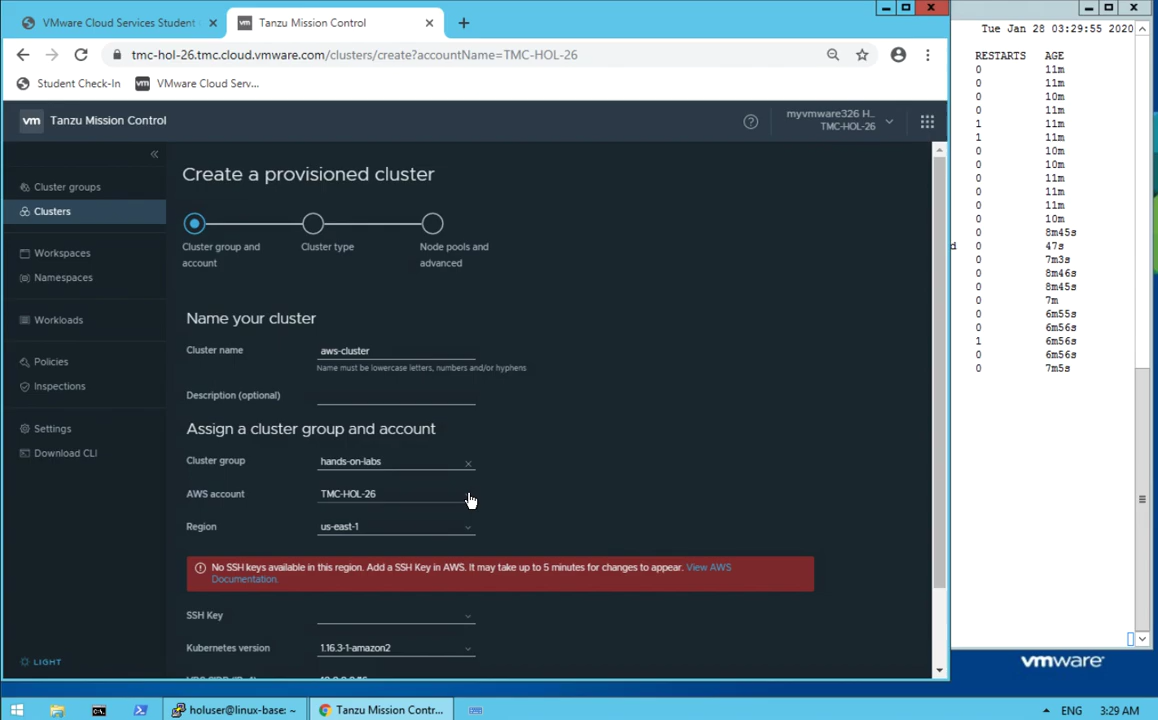 VMware Cloud Services Student
Tanzu Mission Control
tmc-hol-26.tmc.cloud.vmware.com/clusters/create?accountName=TMC-HOL-26
Student Check-In
vm VMware Cloud Serv...
vm Tanzu Mission Control
myvmware326 H..
TMC-HOL-26
Cluster groups
Clusters
Workspaces
Namespaces
Workloads
Policies
Inspections
Settings
Download CLI
LIGHT
Create a provisioned cluster
Cluster group and
account
Cluster type
Node pools and
advanced
Name your cluster
Cluster name aws-cluster
Name must be lowercase letters, numbers and/or hyphens
Description (optional)
Assign a cluster group and account
Cluster group hands-on-labs
AWS account TMC-HOL-26
Region us-east-1
No SSH keys available in this region. Add a SSH Key in AWS. It may take up to 5 minutes for changes to appear. View AWS
Documentation.
SSH Key
Kubernetes version 1.16.3-1-amazon2
Tue Jan 28 03:29:55 2020
RESTARTS AGE
0 11m
0 11m
0 10m
0 11m
1 11m
1 11m
0 10m
0 10m
0 11m
0 11m
0 11m
0 10m
0 8m45s
d 0 47s
0 7m3s
0 8m46s
0 8m45s
0 7m
0 6m55s
0 6m56s
1 6m56s
0 6m56s
0 7m5s
vmware
holuser@linux-base: ~
Tanzu Mission Contr...
ENG 3:29 AM